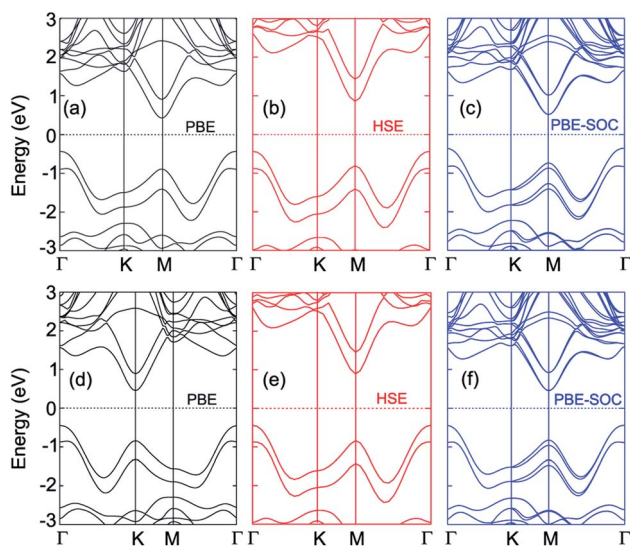 3
2
1
0
-1
-2
-3
Energy (eV)
(a)
PBE
(b)
HSE
(c)
PBE-SOC
Γ K M Γ Γ K M Γ Γ K M Γ
3
2
1
0
-1
-2
-3
Energy (eV)
(d)
PBE
(e)
HSE
(f)
PBE-SOC
Γ K M Γ Γ K M Γ Γ K M Γ